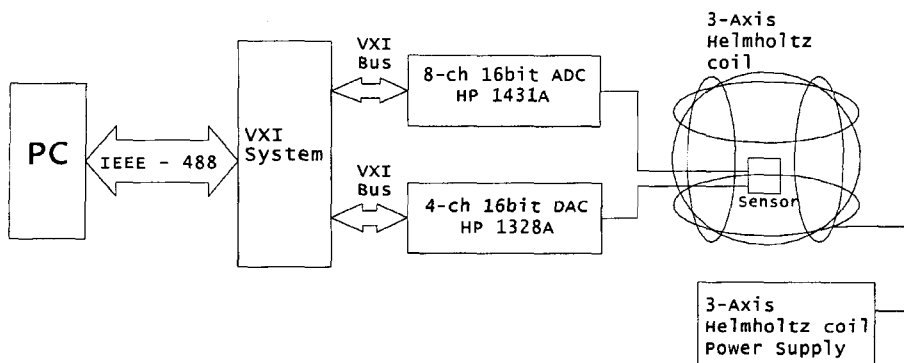 PC
IEEE - 488
VXI
System
VXI
Bus
8-ch 16bit ADC
HP 1431A
VXI
Bus
4-ch 16bit DAC
HP 1328A
3-Axis
Helmholtz
coil
Sensor
3-Axis
Helmholtz coil
Power Supply